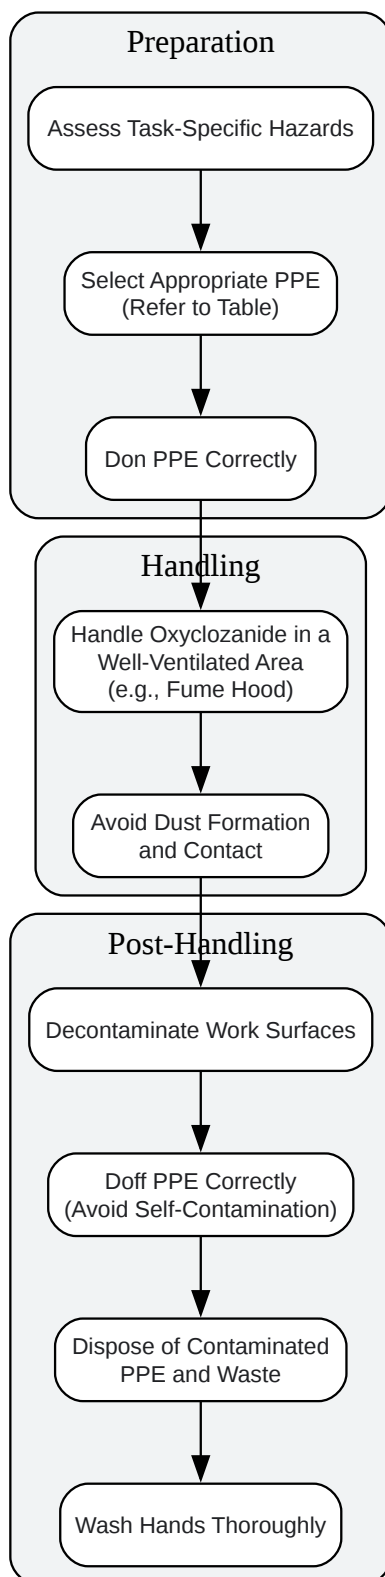 Preparation
Assess Task-Specific Hazards
Select Appropriate PPE
(Refer to Table)
Don PPE Correctly
Handling
Handle Oxyclozanide in a
Well-Ventilated Area
(e.g., Fume Hood)
Avoid Dust Formation
and Contact
Post-Handling
Decontaminate Work Surfaces
Doff PPE Correctly
(Avoid Self-Contamination)
Dispose of Contaminated
PPE and Waste
Wash Hands Thoroughly